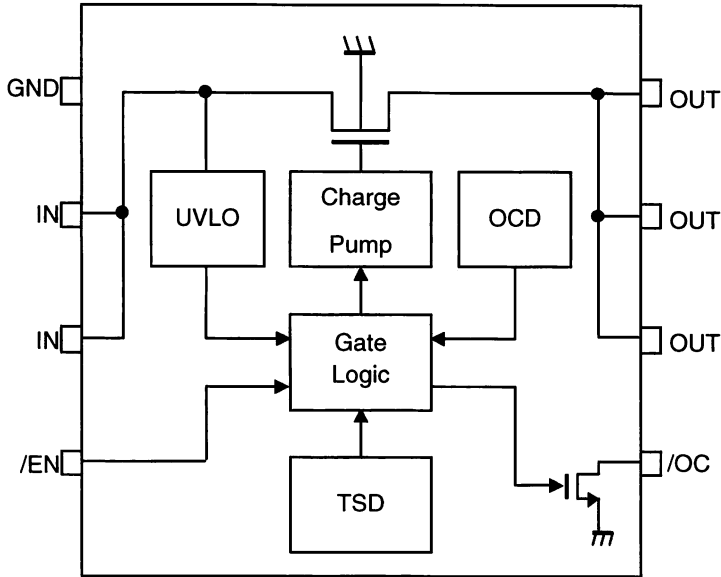 GND
OUT
IN
UVLO
Charge
Pump
OCD
OUT
IN
Gate
Logic
OUT
/EN
TSD
/OC